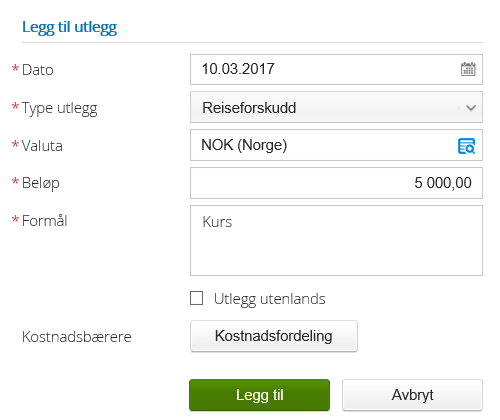 Legg til utlegg
* Dato 10.03.2017
* Type utlegg Reiseforskudd
* Valuta NOK (Norge)
* Beløp 5 000,00
* Formål Kurs
Utlegg utenlands
Kostnadsbærere Kostnadsfordeling
Legg til Avbryt